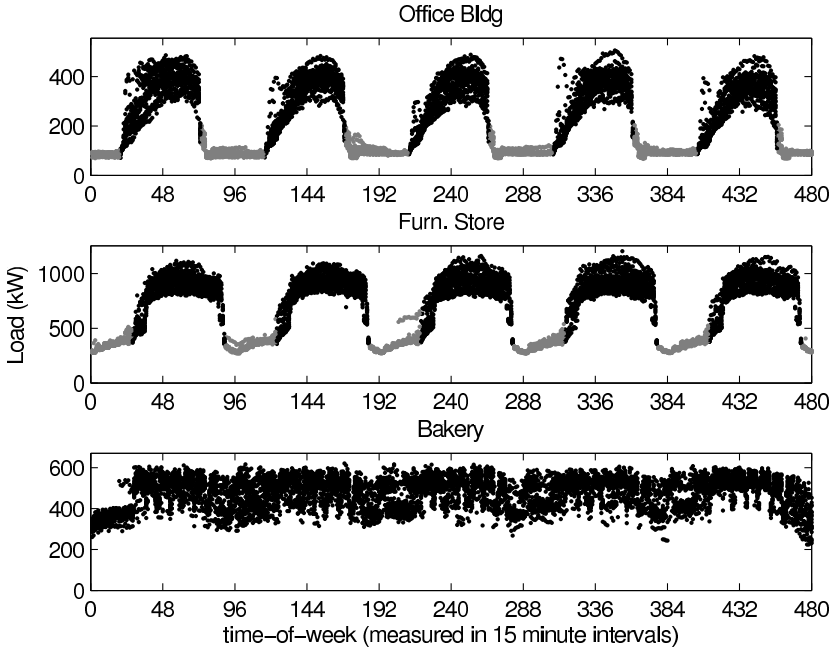 Office Bldg
400
200
0
0 48 96 144 192 240 288 336 384 432 480
Furn. Store
1000
500
0
0 48 96 144 192 240 288 336 384 432 480
Load (kW)
Bakery
600
400
200
0
0 48 96 144 192 240 288 336 384 432 480
time−of−week (measured in 15 minute intervals)